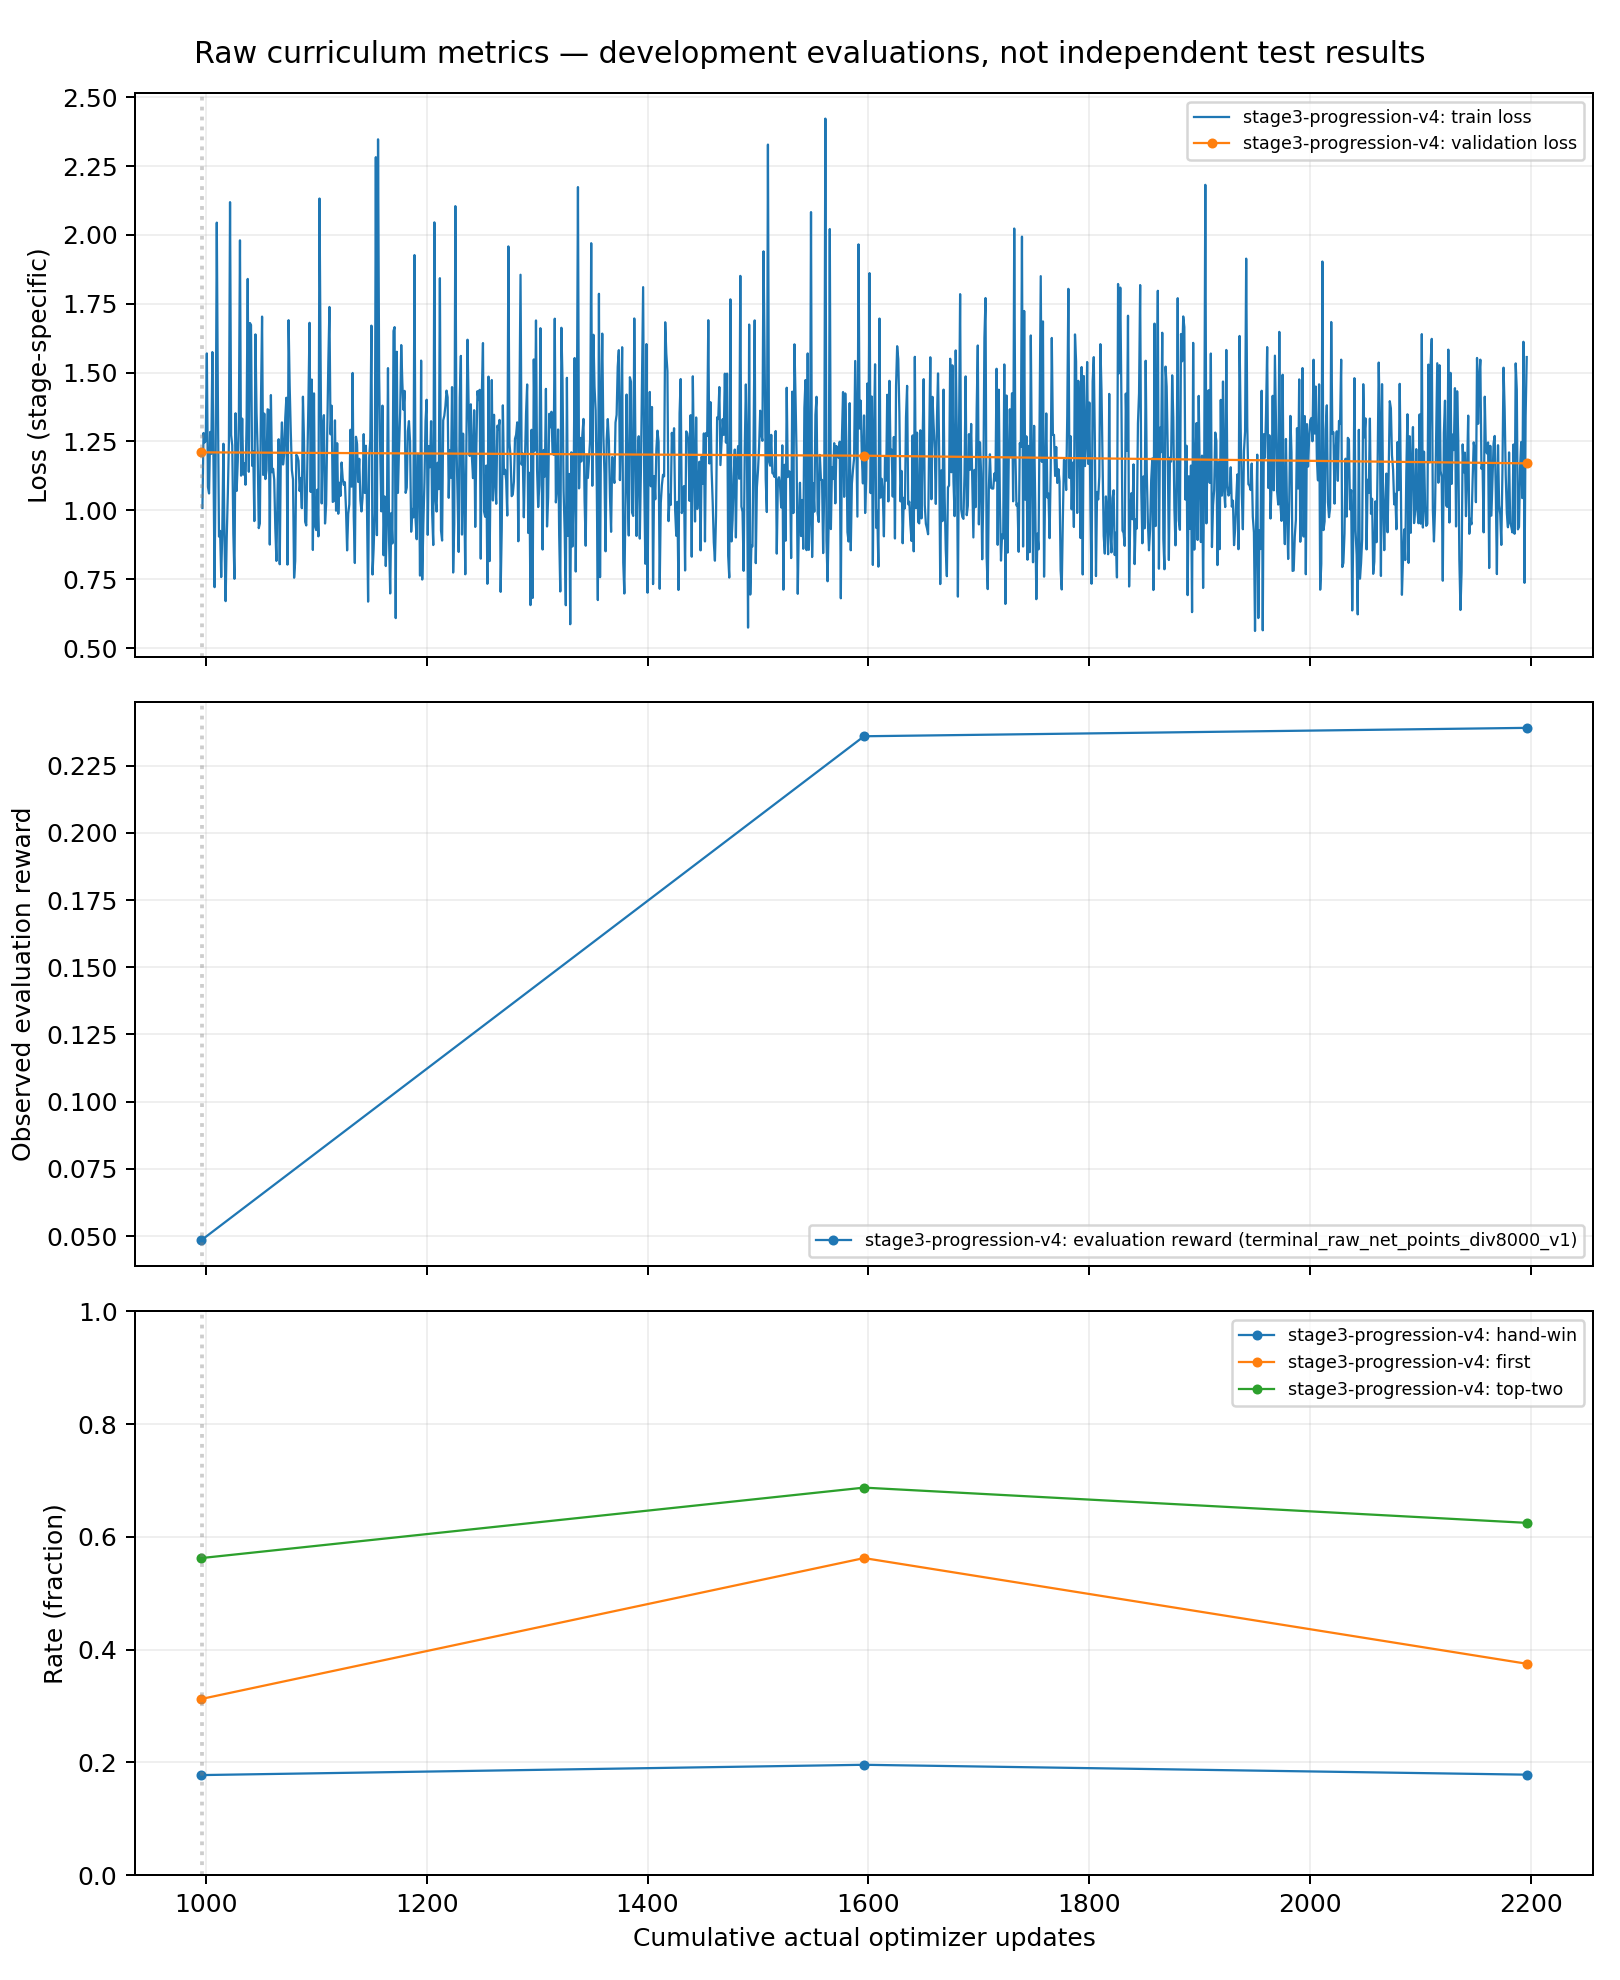 Raw curriculum metrics — development evaluations, not independent test results
2.50
2.25
2.00
1.75
1.50
1.25
1.00
0.75
0.50
Loss (stage-specific)
stage3-progression-v4: train loss
stage3-progression-v4: validation loss
0.225
0.200
0.175
0.150
0.125
0.100
0.075
0.050
Observed evaluation reward
stage3-progression-v4: evaluation reward (terminal_raw_net_points_div8000_v1)
1.0
0.8
0.6
0.4
0.2
0.0
Rate (fraction)
stage3-progression-v4: hand-win
stage3-progression-v4: first
stage3-progression-v4: top-two
1000 1200 1400 1600 1800 2000 2200
Cumulative actual optimizer updates